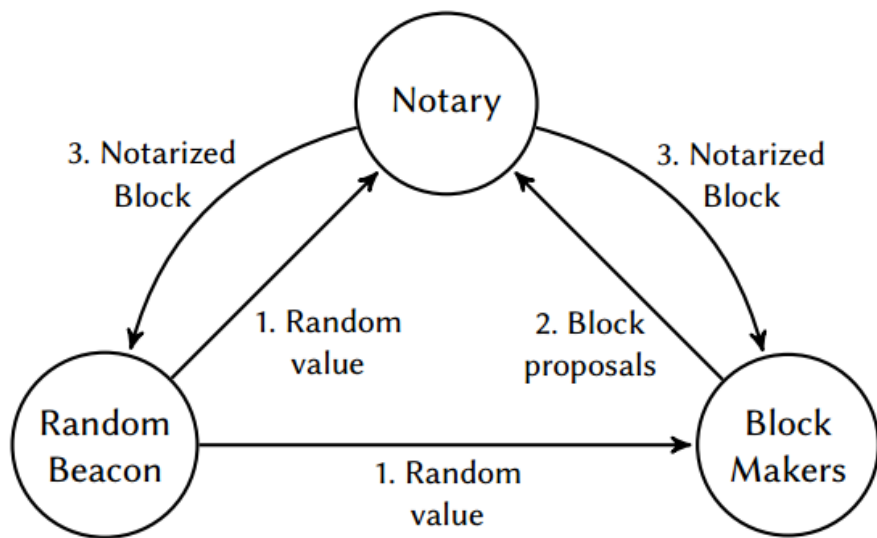 Notary
3. Notarized
Block
3. Notarized
Block
1. Random
value
2. Block
proposals
Random
Beacon
Block
Makers
1. Random
value